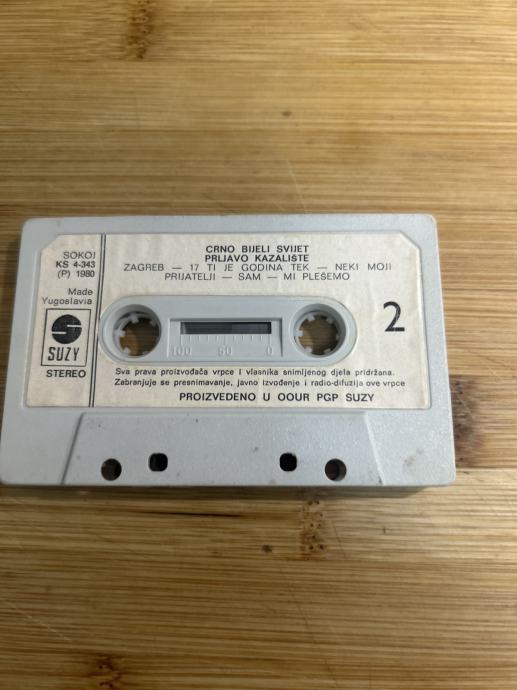 SOKOJ
KS 4-343
(P) 1980
Made
Yugoslavia
SUZY
STEREO
CRNO BIJELI SVIJET
PRLJAVO KAZALIŠTE
ZAGREB — 17 TI JE GODINA TEK — NEKI MOJI
PRIJATELJI — SAM — MI PLEŠEMO
2
100 50 0
Sva prava proizvođača vrpce i vlasnika snimljenog djela pridržana.
Zabranjuje se presnimavanje, javno izvođenje i radio-difuzija ove vrpce
PROIZVEDENO U OOUR PGP SUZY